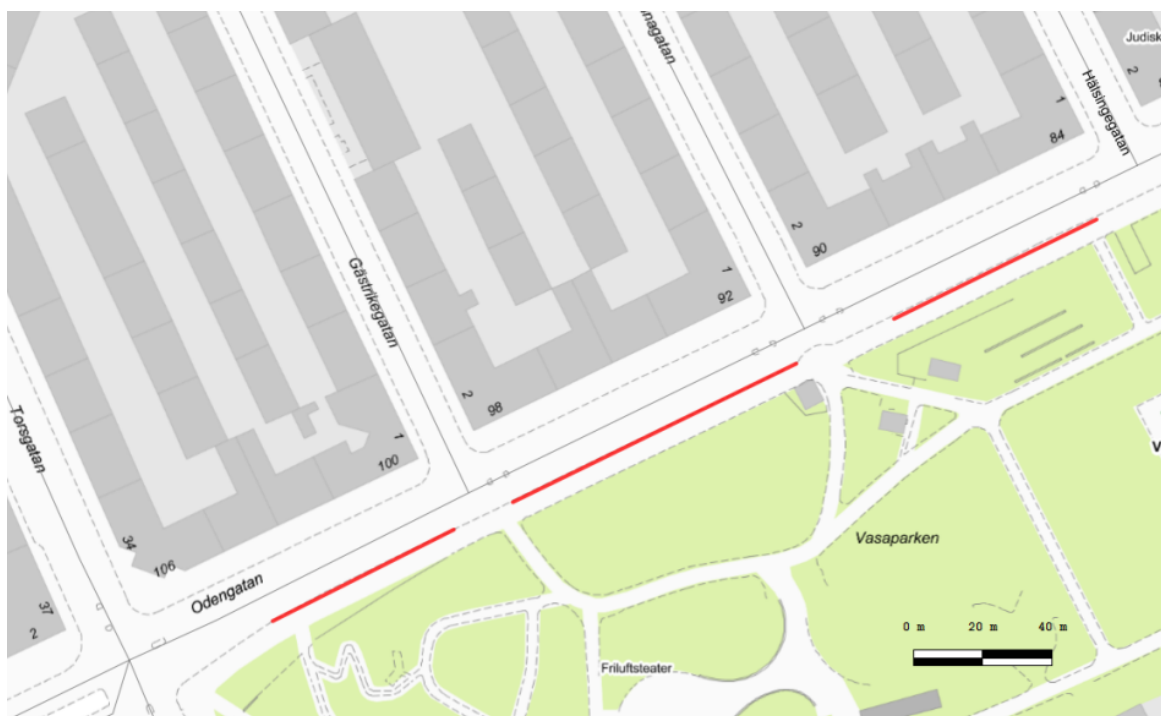 Judisk
Hälsingegatan
nagatan
2
1
84
2
90
Gästrikegatan
1
92
2
98
1
100
Torsgatan
34
106
Odengatan
37
2
Vasaparken
V
0 m 20 m 40 m
Friluftsteater